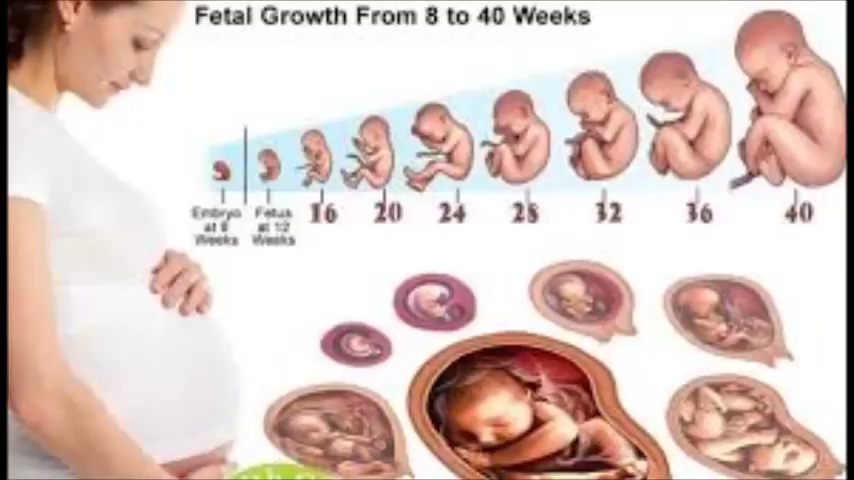 Fetal Growth From 8 to 40 Weeks
Embryo at 8 Weeks
Fetus at 12 Weeks
16 20 24 28 32 36 40